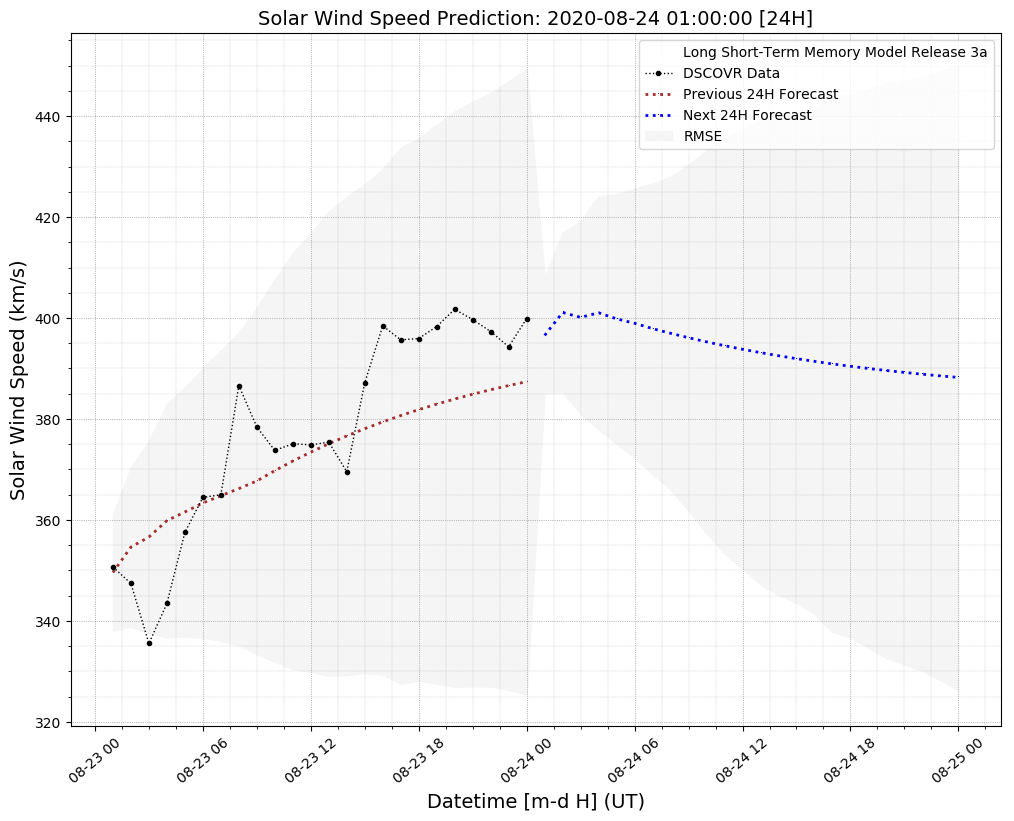 Solar Wind Speed Prediction: 2020-08-24 01:00:00 [24H]
Long Short-Term Memory Model Release 3a
DSCOVR Data
Previous 24H Forecast
Next 24H Forecast
RMSE
Solar Wind Speed (km/s)
440
420
400
380
360
340
320
08-23 00
08-23 06
08-23 12
08-23 18
08-24 00
08-24 06
08-24 12
08-24 18
08-25 00
Datetime [m-d H] (UT)